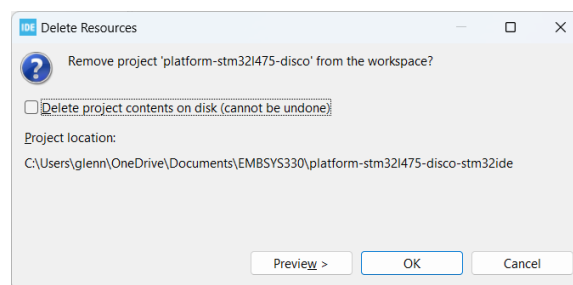 IDE Delete Resources
Remove project 'platform-stm32l475-disco' from the workspace?
Delete project contents on disk (cannot be undone)
Project location:
C:\Users\glenn\OneDrive\Documents\EMBSYS330\platform-stm32l475-disco-stm32ide
Preview > OK Cancel